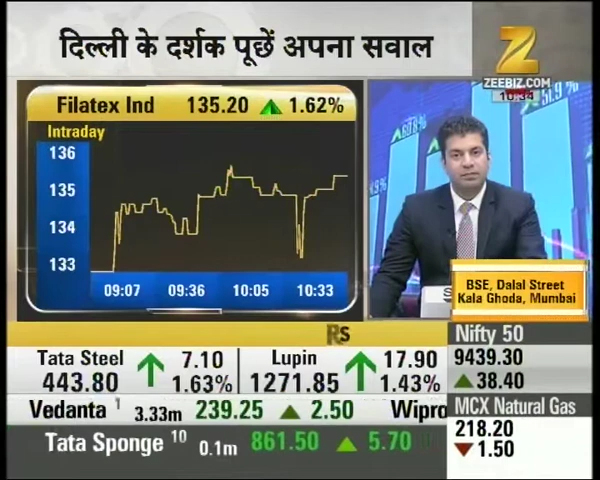 दिल्ली के दर्शक पूछें अपना सवाल
ZEEBIZ.COM
Filatex Ind 135.20 1.62%
Intraday
136
135
134
133
09:07 09:36 10:05 10:33
BSE, Dalal Street
Kala Ghoda, Mumbai
Tata Steel 7.10 Lupin 17.90
443.80 1.63% 1271.85 1.43%
Vedanta 1 3.33m 239.25 2.50 Wipro
Tata Sponge 10 0.1m 861.50 5.70
Nifty 50
9439.30
38.40
MCX Natural Gas
218.20
1.50